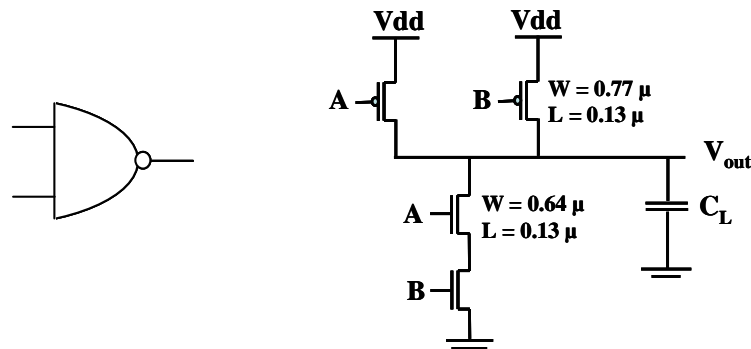 Vdd
Vdd
A
B
W = 0.77 μ
L = 0.13 μ
Vout
A
W = 0.64 μ
L = 0.13 μ
CL
B